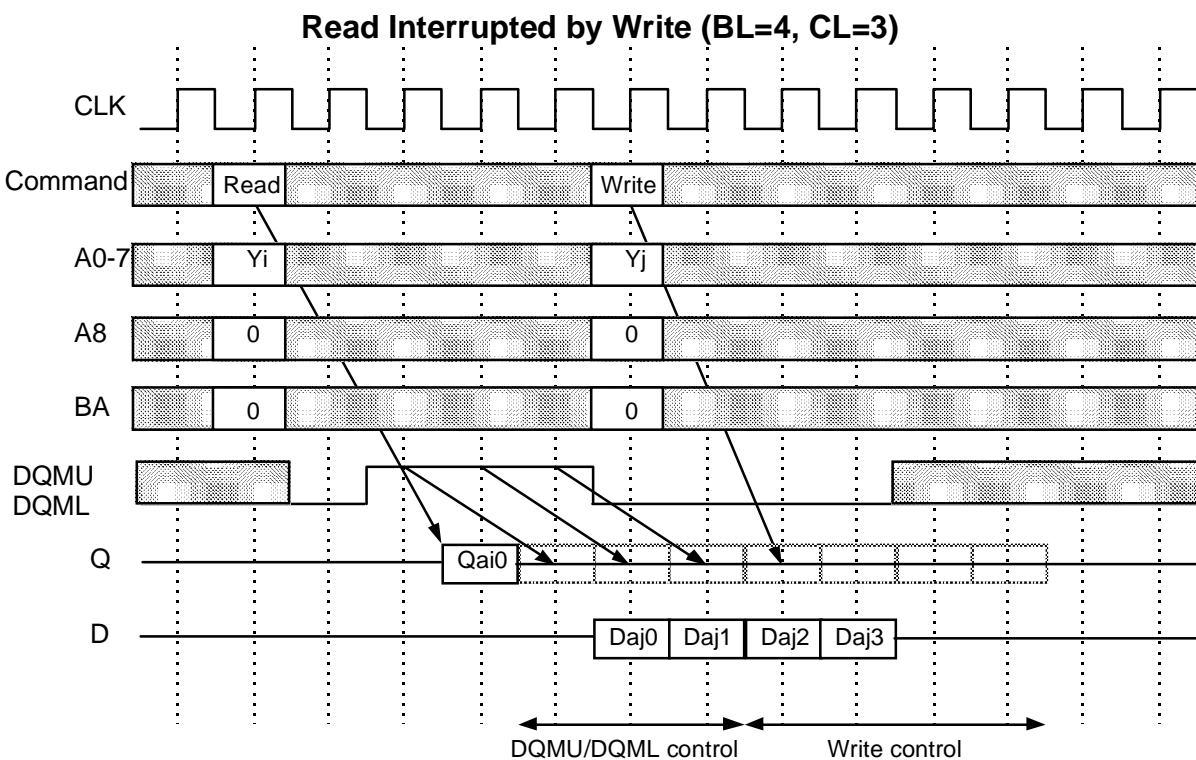 Read Interrupted by Write (BL=4, CL=3)
CLK
Command Read Write
A0-7 Yi Yj
A8 0 0
BA 0 0
DQMU
DQML
Q Qai0
D Daj0 Daj1 Daj2 Daj3
DQMU/DQML control Write control